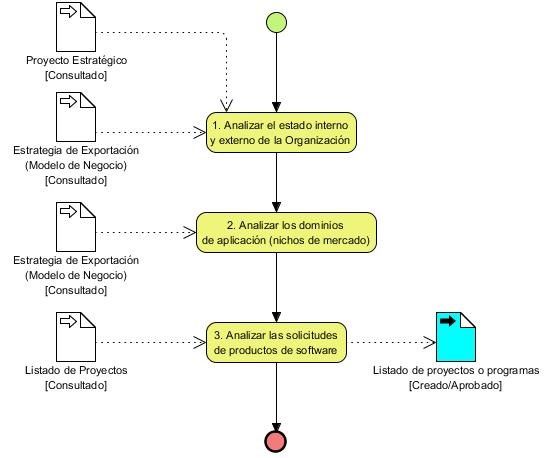 Proyecto Estratégico
[Consultado]
1. Analizar el estado interno
y externo de la Organización
Estrategia de Exportación
(Modelo de Negocio)
[Consultado]
2. Analizar los dominios
de aplicación (nichos de mercado)
Estrategia de Exportación
(Modelo de Negocio)
[Consultado]
3. Analizar las solicitudes
de productos de software
Listado de Proyectos
[Consultado]
Listado de proyectos o programas
[Creado/Aprobado]